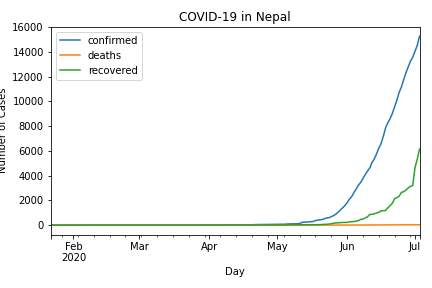 COVID-19 in Nepal
16000
14000
12000
10000
8000
6000
4000
2000
0
Number of Cases
confirmed
deaths
recovered
Feb
2020
Mar
Apr
May
Jun
Jul
Day